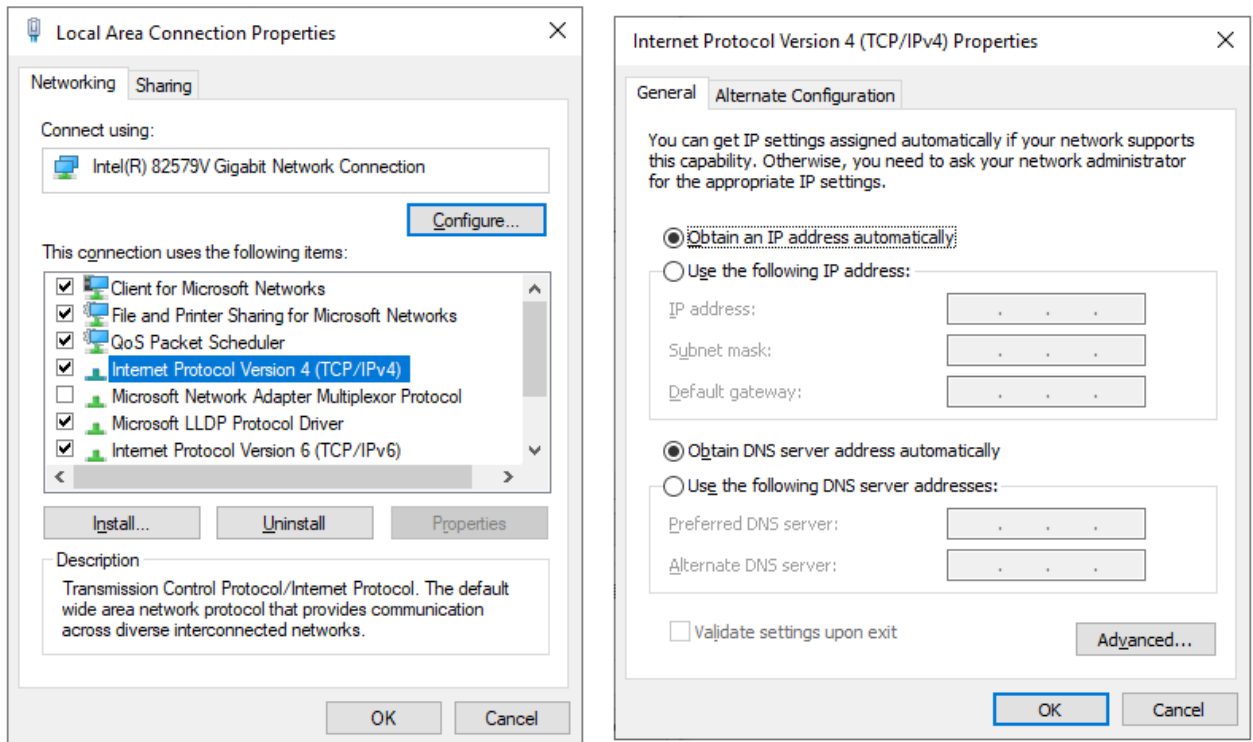 Local Area Connection Properties
Networking
Sharing
Connect using:
Intel(R) 82579V Gigabit Network Connection
Configure...
This connection uses the following items:
Client for Microsoft Networks
File and Printer Sharing for Microsoft Networks
QoS Packet Scheduler
Internet Protocol Version 4 (TCP/IPv4)
Microsoft Network Adapter Multiplexor Protocol
Microsoft LLDP Protocol Driver
Internet Protocol Version 6 (TCP/IPv6)
Install...
Uninstall
Properties
Description
Transmission Control Protocol/Internet Protocol. The default
wide area network protocol that provides communication
across diverse interconnected networks.
OK
Cancel
Internet Protocol Version 4 (TCP/IPv4) Properties
General
Alternate Configuration
You can get IP settings assigned automatically if your network supports
this capability. Otherwise, you need to ask your network administrator
for the appropriate IP settings.
Obtain an IP address automatically
Use the following IP address:
IP address:
Subnet mask:
Default gateway:
Obtain DNS server address automatically
Use the following DNS server addresses:
Preferred DNS server:
Alternate DNS server:
Validate settings upon exit
Advanced...
OK
Cancel